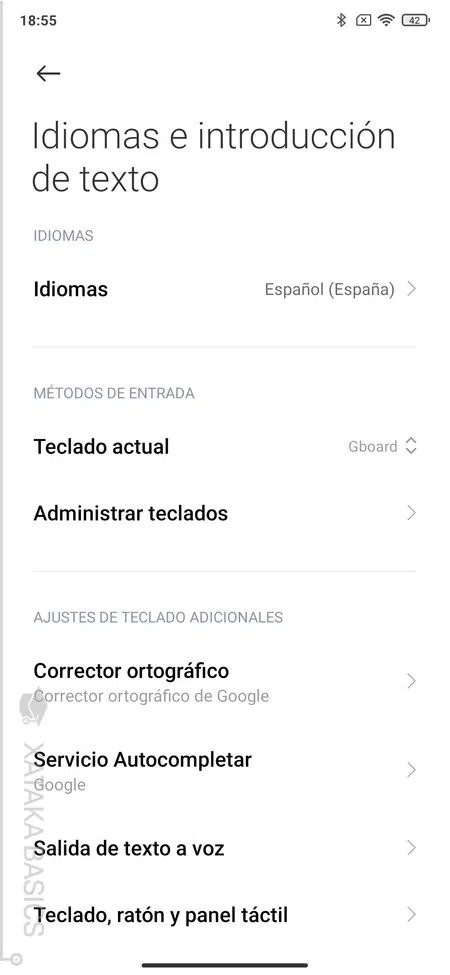 18:55
42
Idiomas e introducción
de texto
IDIOMAS
Idiomas
Español (España)
MÉTODOS DE ENTRADA
Teclado actual
Gboard
Administrar teclados
AJUSTES DE TECLADO ADICIONALES
Corrector ortográfico
Corrector ortográfico de Google
Servicio Autocompletar
Google
Salida de texto a voz
Teclado, ratón y panel táctil
XATAKA BASICS